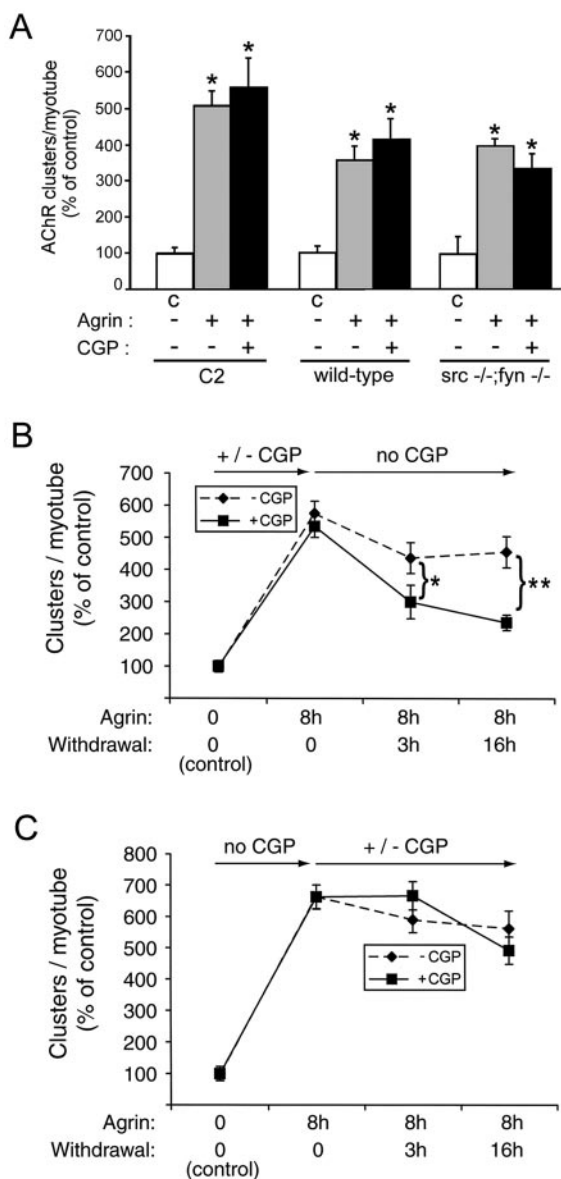 A
AChR clusters/myotube
(% of control)
700
600
500
400
300
200
100
0
* * * * * *
C C C
Agrin : - + + - + + - + +
CGP : - - + - - + - - +
C2 wild-type src -/-;fyn -/-
B
+ / - CGP no CGP
Clusters / myotube
(% of control)
700
600
500
400
300
200
100
- CGP
+CGP
* **
Agrin: 0 8h 8h 8h
Withdrawal: 0 0 3h 16h
(control)
C
no CGP + / - CGP
Clusters / myotube
(% of control)
800
700
600
500
400
300
200
100
- CGP
+CGP
Agrin: 0 8h 8h 8h
Withdrawal: 0 0 3h 16h
(control)